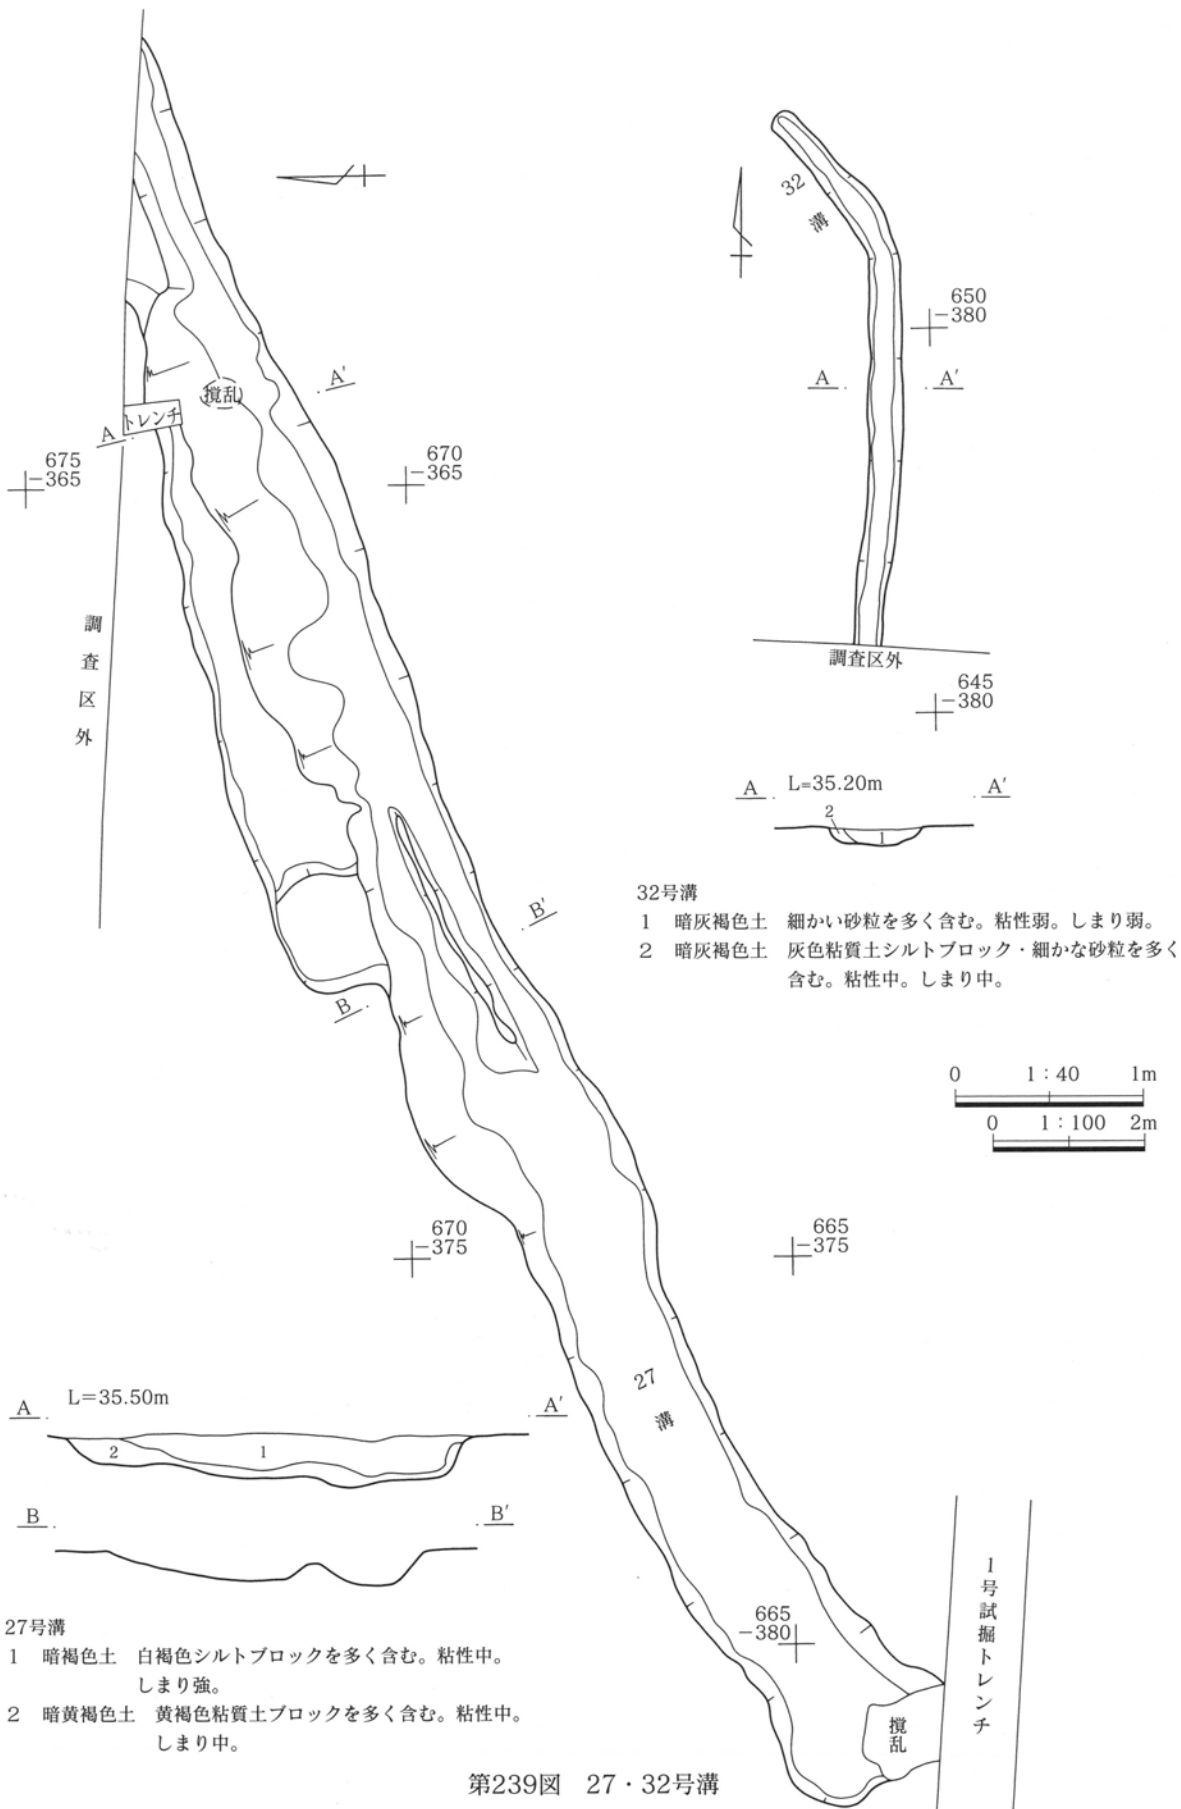 32
溝
650
-380
A
A′
A′
撹乱
トレンチ
A
675
-365
670
-365
調査区外
調査区外
645
-380
A L=35.20m A′
2
1
32号溝
1 暗灰褐色土 細かい砂粒を多く含む。粘性弱。しまり弱。
2 暗灰褐色土 灰色粘質土シルトブロック・細かな砂粒を多く
含む。粘性中。しまり中。
B′
B
0 1:40 1m
0 1:100 2m
670
-375
665
-375
27
溝
A L=35.50m A′
2 1
B B′
1号試掘トレンチ
665
-380
撹乱
27号溝
1 暗褐色土 白褐色シルトブロックを多く含む。粘性中。
しまり強。
2 暗黄褐色土 黄褐色粘質土ブロックを多く含む。粘性中。
しまり中。
第239図 27・32号溝